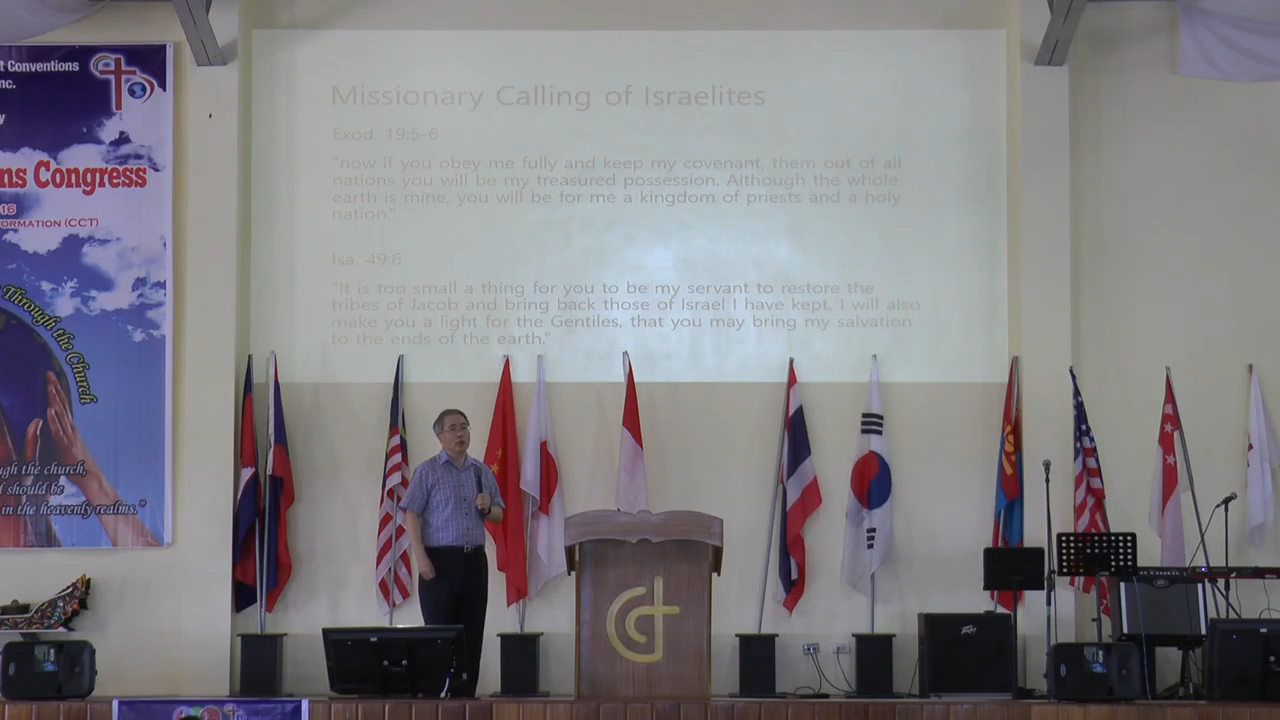 t Conventions
nc.
y
ns Congress
16
ORMATION (CCT)
Through the Church
ugh the church,
d should be
in the heavenly realms."
Missionary Calling of Israelites
Exod. 19:5-6
"now if you obey me fully and keep my covenant, them out of all
nations you will be my treasured possession. Although the whole
earth is mine, you will be for me a kingdom of priests and a holy
nation."
Isa. 49:6
"It is too small a thing for you to be my servant to restore the
tribes of Jacob and bring back those of Israel I have kept. I will also
make you a light for the Gentiles, that you may bring my salvation
to the ends of the earth."